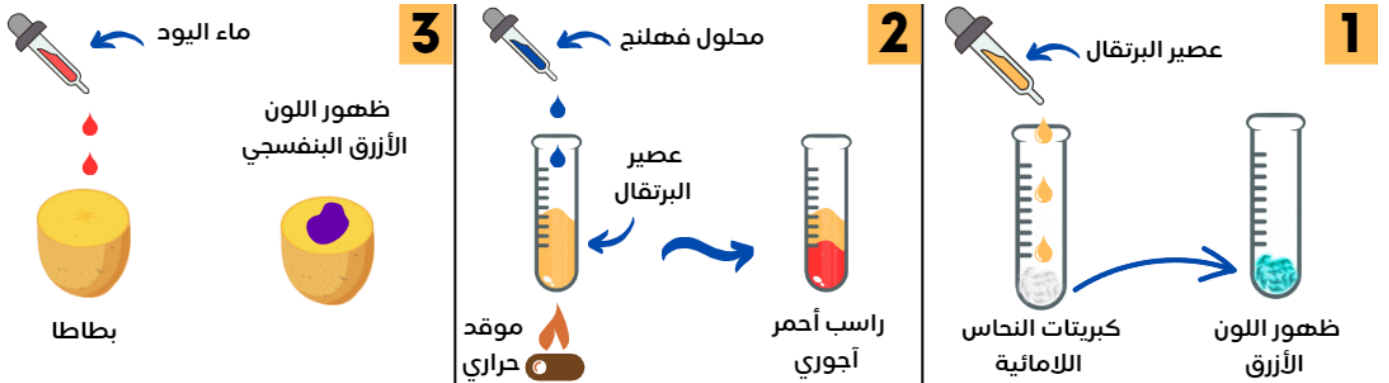 1
عصير البرتقال
كبريتات النحاس
اللامائية
ظهور اللون
الأزرق
2
محلول فهلنج
عصير
البرتقال
موقد
حراري
راسب أحمر
آجوري
3
ماء اليود
ظهور اللون
الأزرق البنفسجي
بطاطا